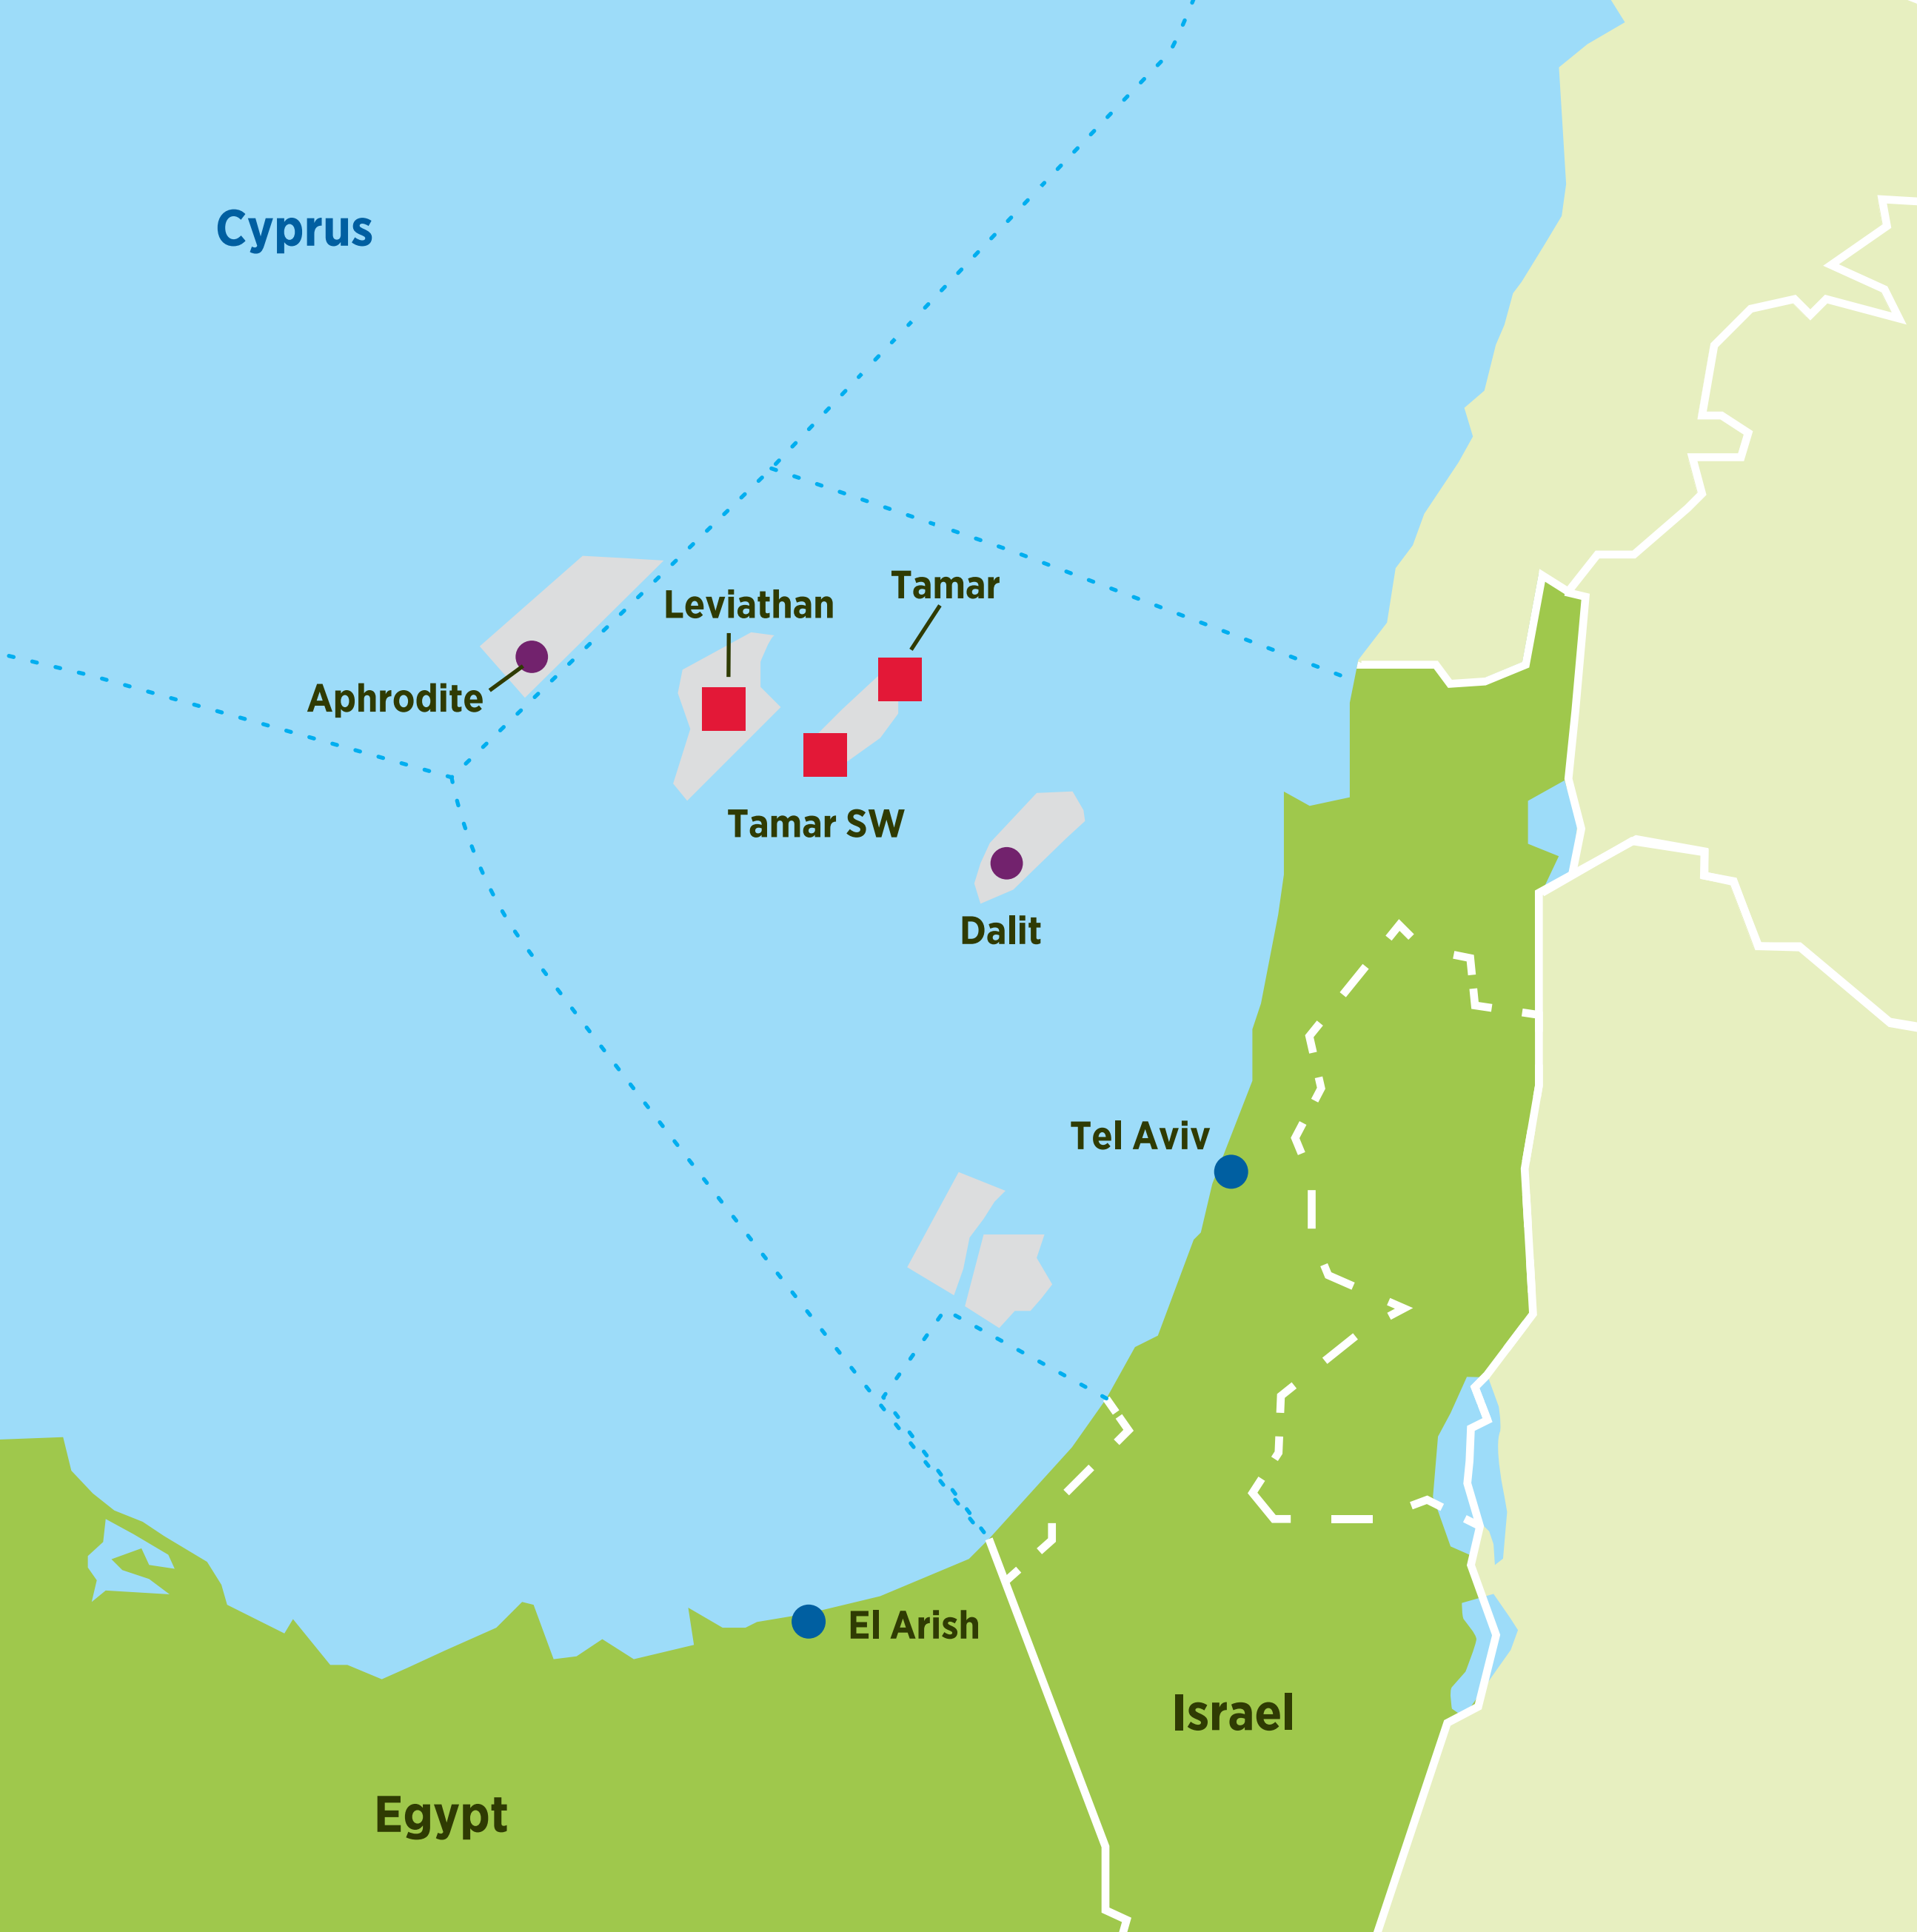 Cyprus
Leviathan
Tamar
Aphrodite
Tamar SW
Dalit
Tel Aviv
El Arish
Israel
Egypt